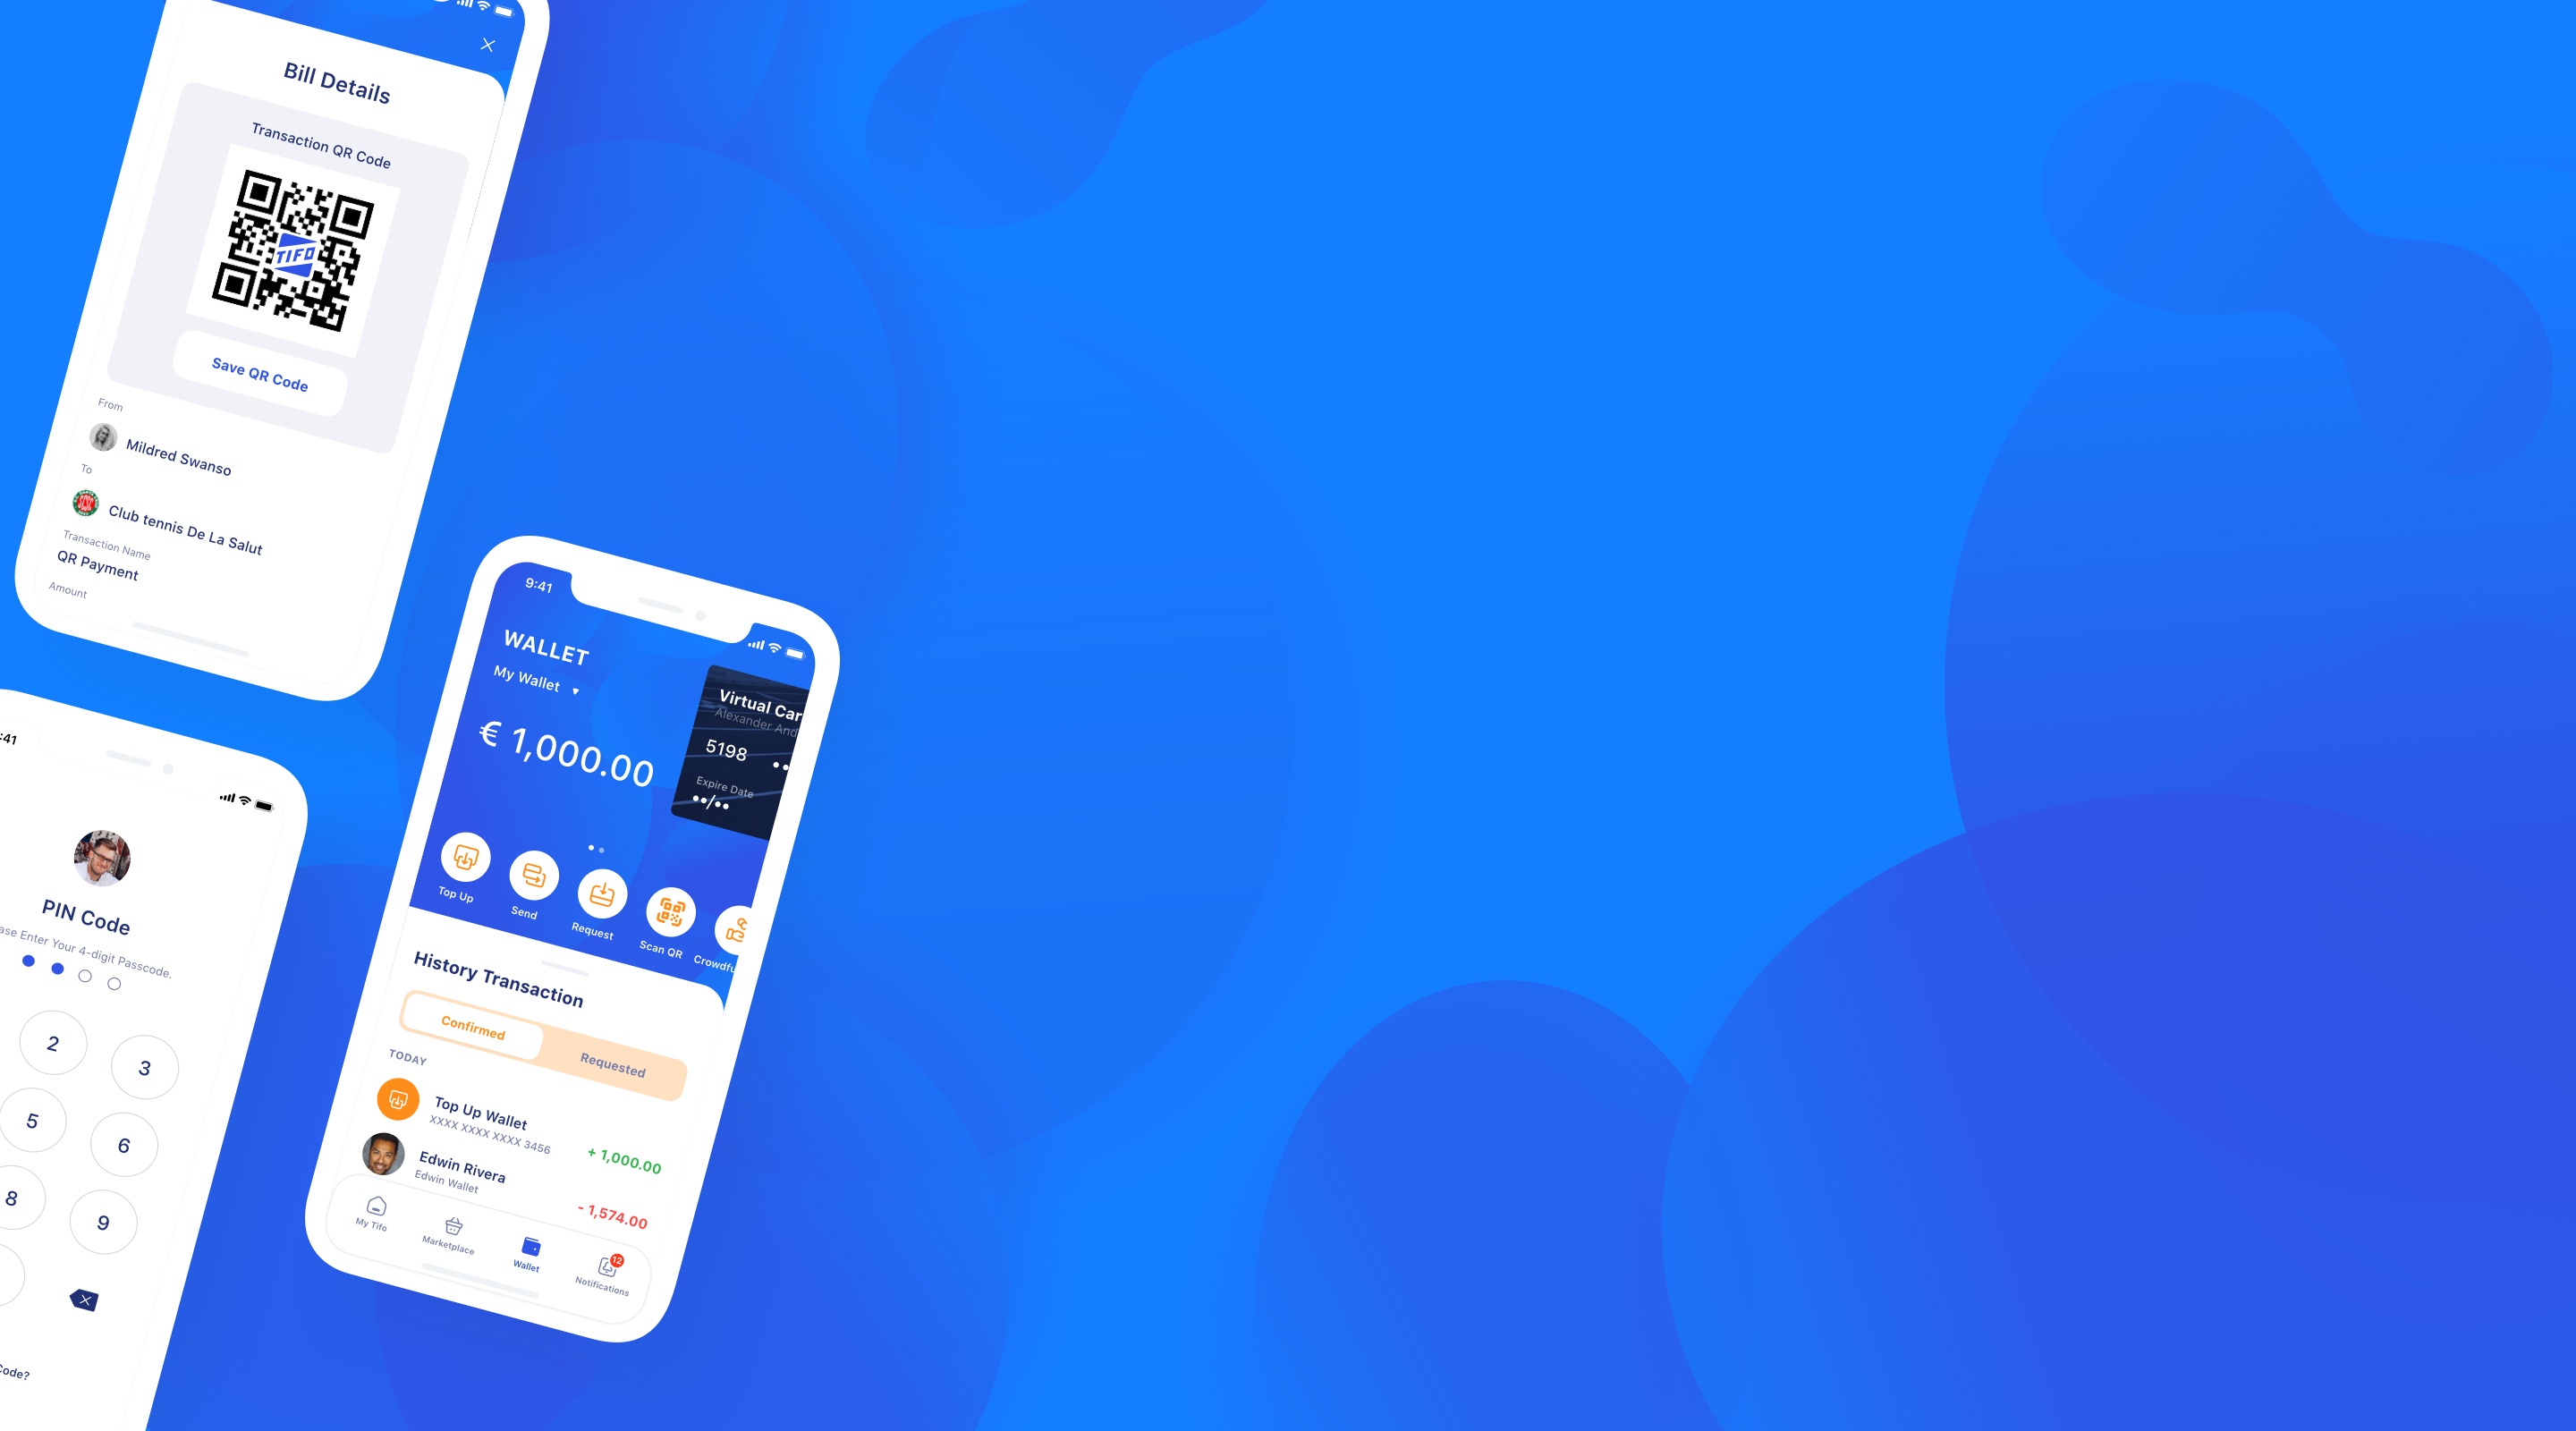 Bill Details
Transaction QR Code
TIFO
Save QR Code
From
Mildred Swanso
To
Club tennis De La Salut
Transaction Name
QR Payment
Amount
:41
PIN Code
ase Enter Your 4-digit Passcode.
2
3
5
6
8
9
Code?
9:41
WALLET
My Wallet
€ 1,000.00
Virtual Car
Alexander And
5198 ••
Expire Date
••/••
Top Up
Send
Request
Scan QR
Crowdfu
History Transaction
Confirmed
Requested
TODAY
Top Up Wallet
XXXX XXXX XXXX 3456
+ 1,000.00
Edwin Rivera
Edwin Wallet
- 1,574.00
My Tifo
Marketplace
Wallet
12
Notifications